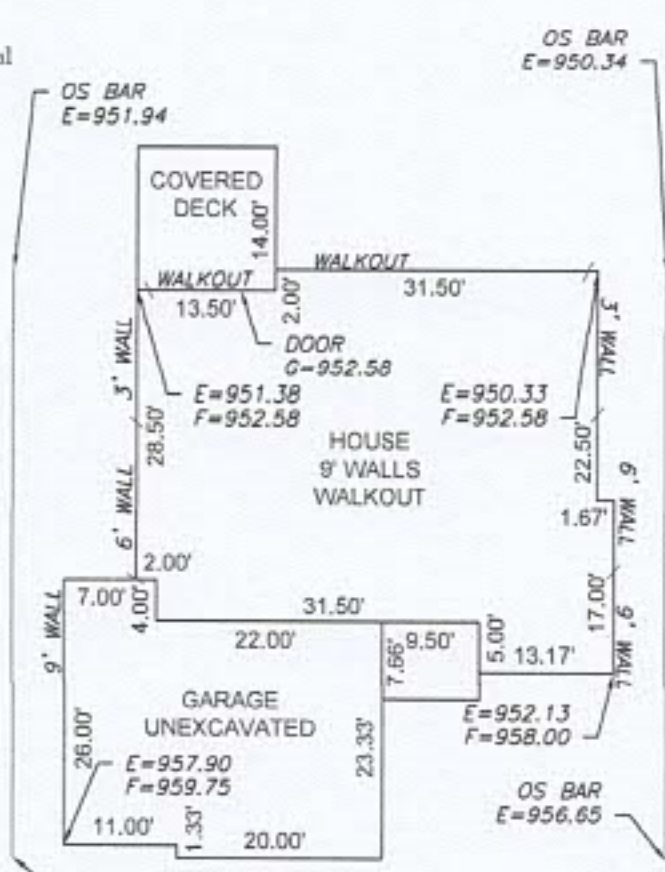 al
OS BAR
E=951.94
OS BAR
E=950.34
COVERED
DECK
14.00'
WALKOUT
13.50'
2.00'
WALKOUT
31.50'
DOOR
G=952.58
3' WALL
E=951.38
F=952.58
E=950.33
F=952.58
3' WALL
28.50'
HOUSE
9' WALLS
WALKOUT
22.50'
6' WALL
1.67'
6' WALL
2.00'
7.00'
4.00'
31.50'
9' WALL
22.00'
9.50'
7.66'
5.00'
13.17'
17.00'
9' WALL
GARAGE
UNEXCAVATED
26.00'
23.33'
E=952.13
F=958.00
E=957.90
F=959.75
11.00'
1.33'
20.00'
OS BAR
E=956.65